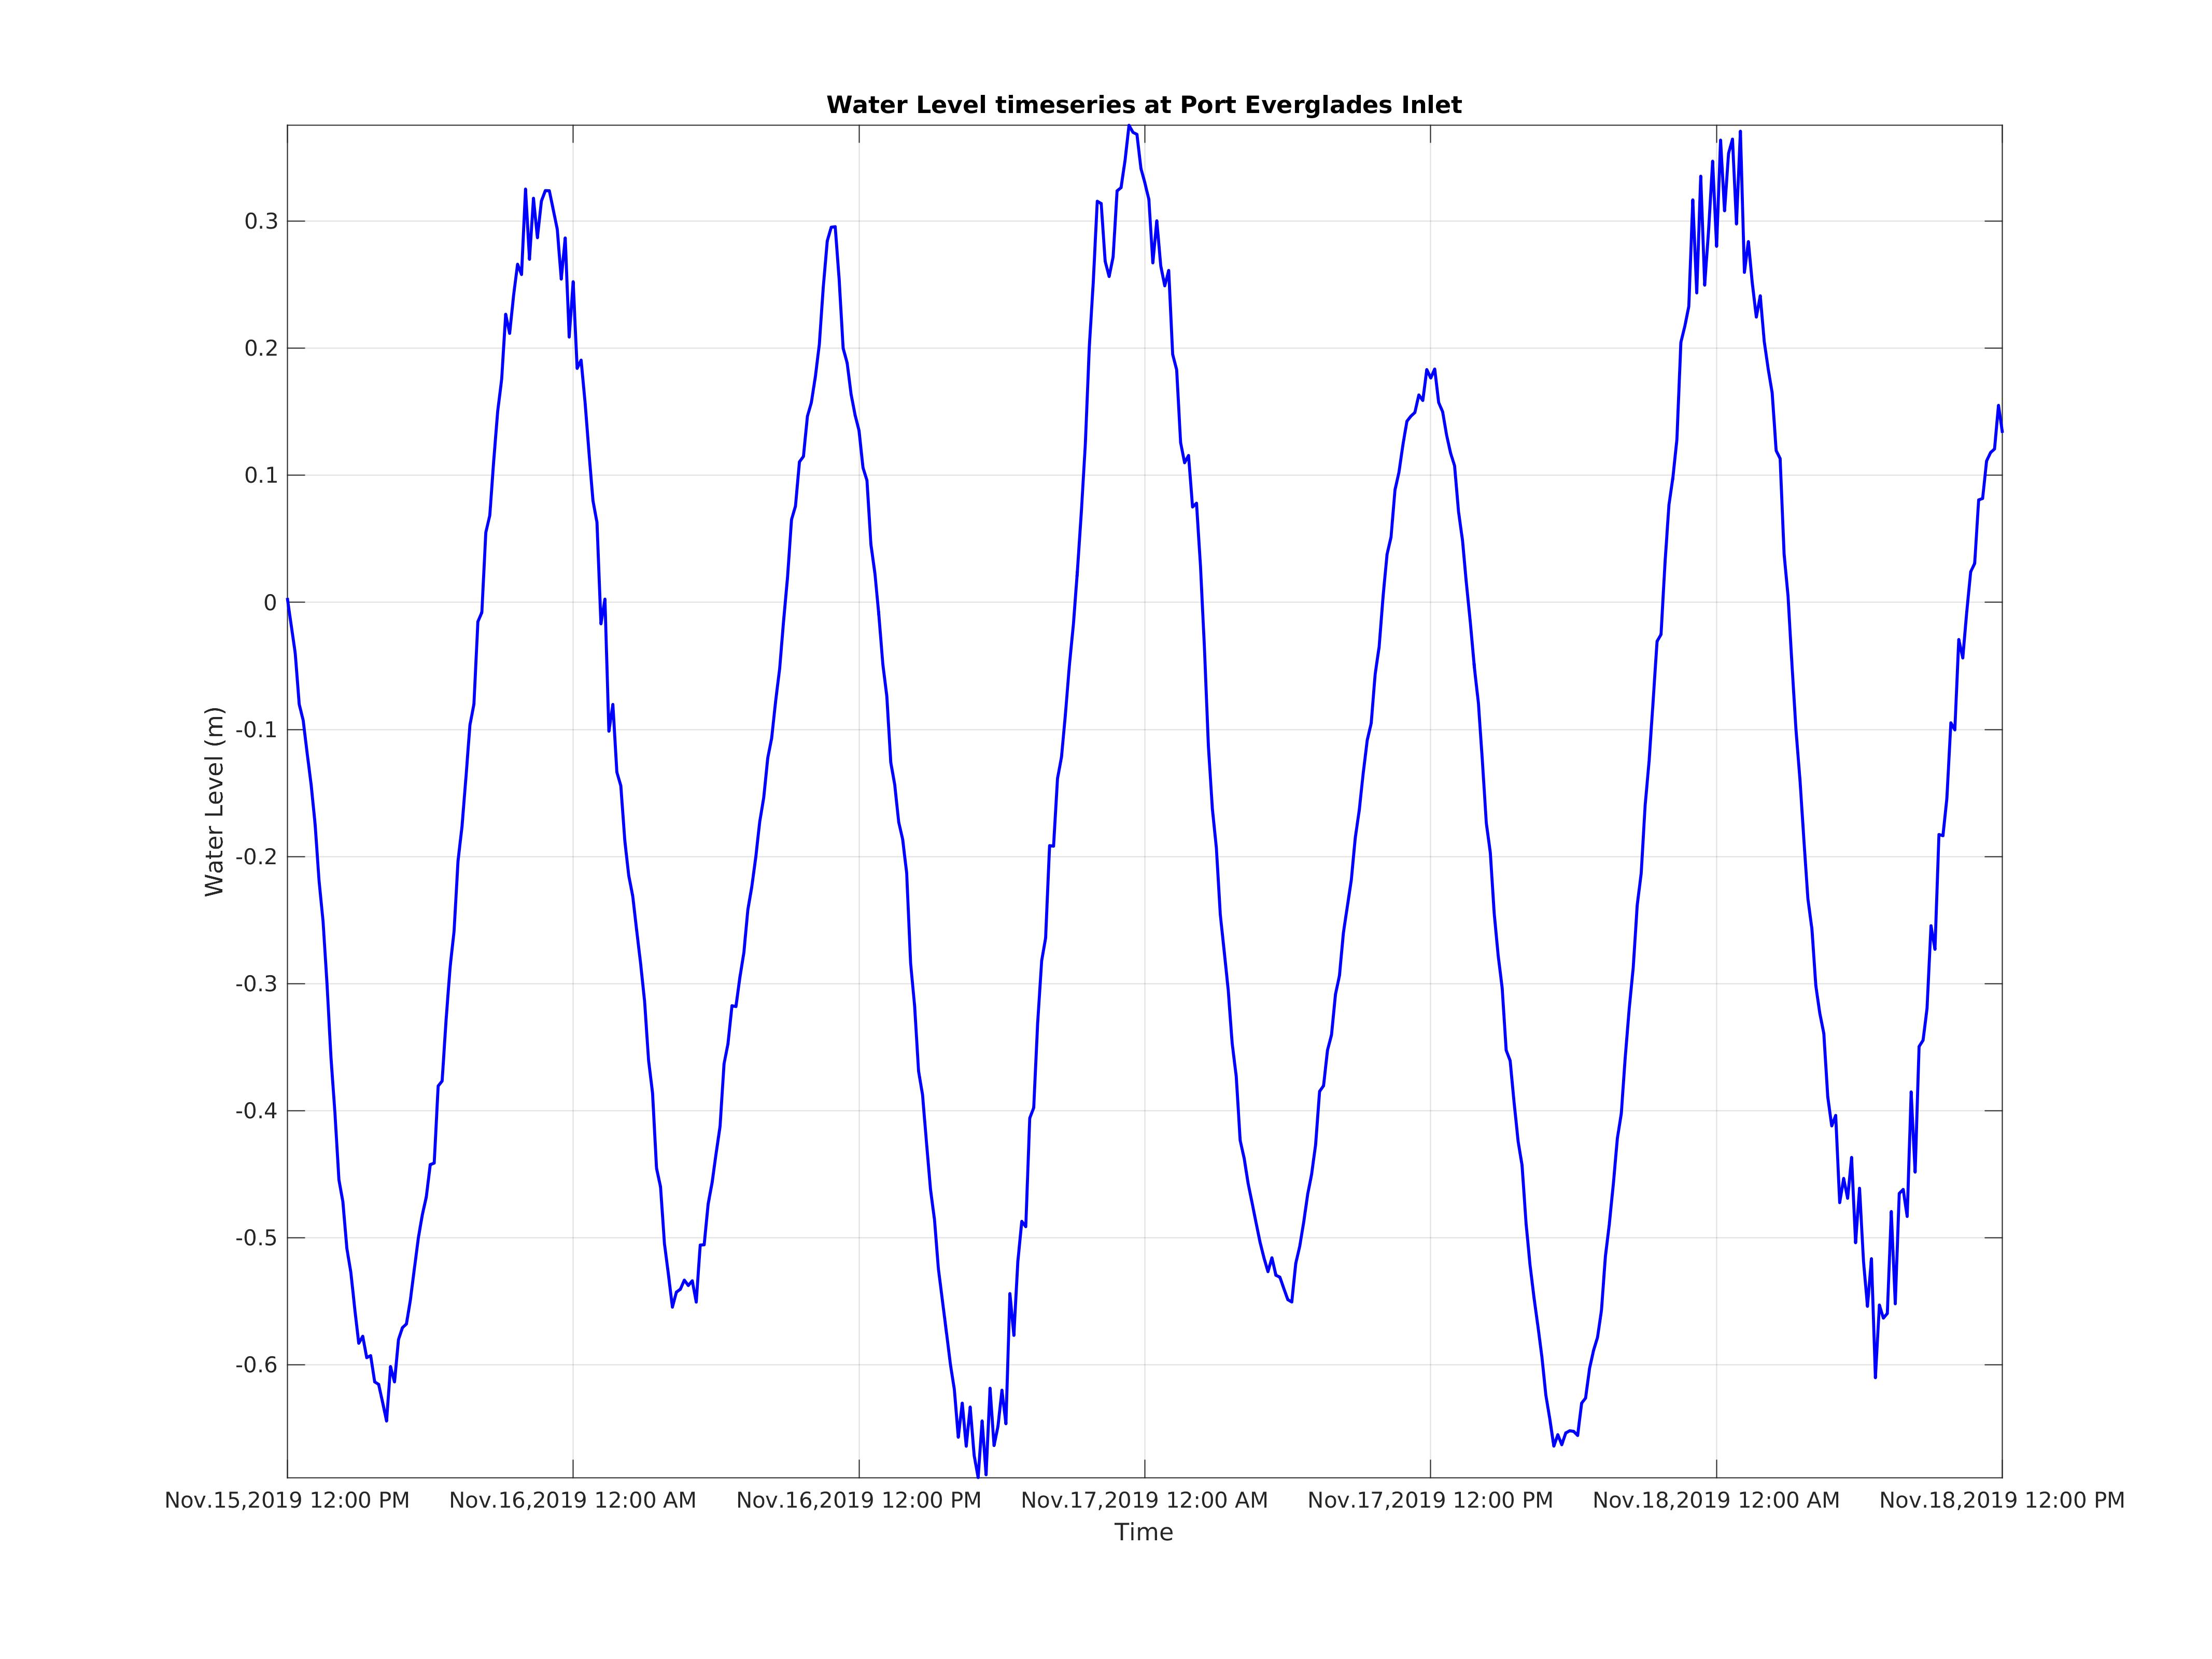 Water Level timeseries at Port Everglades Inlet
0.3
0.2
0.1
0
-0.1
-0.2
-0.3
-0.4
-0.5
-0.6
Water Level (m)
Nov.15,2019 12:00 PM
Nov.16,2019 12:00 AM
Nov.16,2019 12:00 PM
Nov.17,2019 12:00 AM
Nov.17,2019 12:00 PM
Nov.18,2019 12:00 AM
Nov.18,2019 12:00 PM
Time